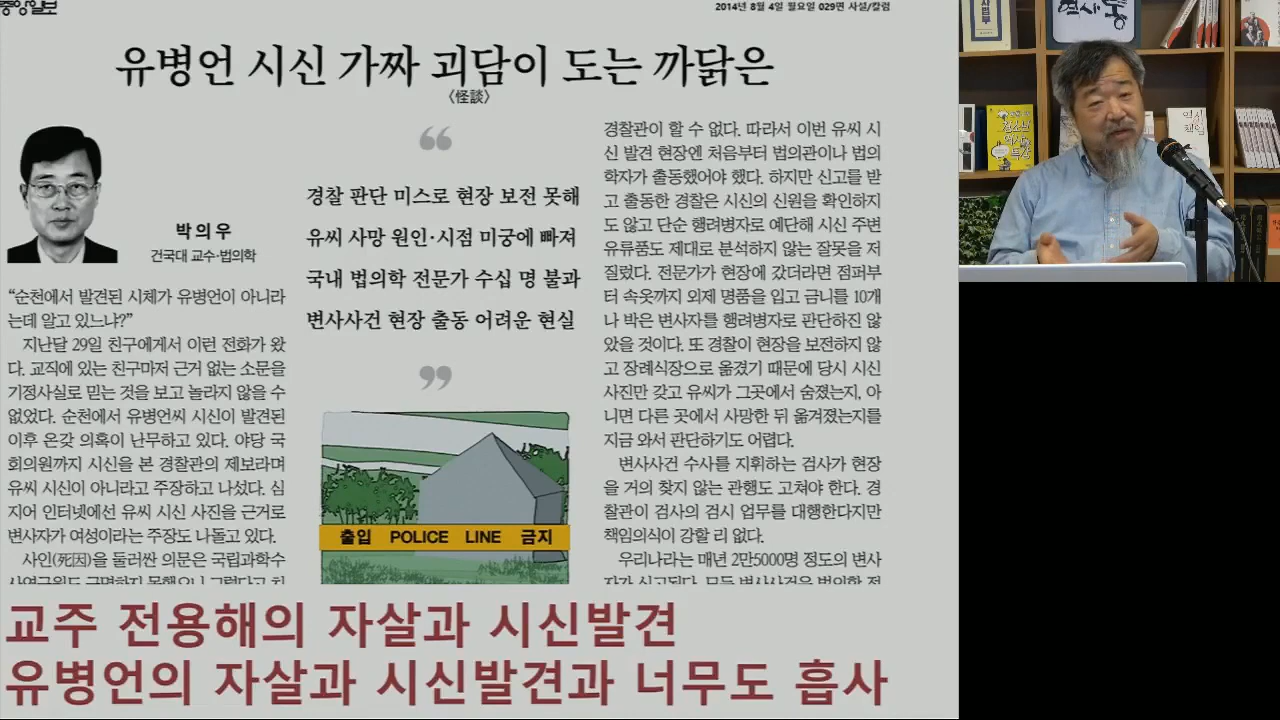 중앙일보
2014년 8월 4일 월요일 029면 사설/칼럼
유병언 시신 가짜 괴담이 도는 까닭은
〈怪談〉
박의우
건국대 교수·법의학
“순천에서 발견된 시체가 유병언이 아니라
는데 알고 있느냐?”
지난달 29일 친구에게서 이런 전화가 왔
다. 교직에 있는 친구마저 근거 없는 소문을
기정사실로 믿는 것을 보고 놀라지 않을 수
없었다. 순천에서 유병언씨 시신이 발견된
이후 온갖 의혹이 난무하고 있다. 야당 국
회의원까지 시신을 본 경찰관의 제보라며
유씨 시신이 아니라고 주장하고 나섰다. 심
지어 인터넷에선 유씨 시신 사진을 근거로
변사자가 여성이라는 주장도 나돌고 있다.
사인(死因)을 둘러싼 의문은 국립과학수
“
경찰 판단 미스로 현장 보전 못해
유씨 사망 원인·시점 미궁에 빠져
국내 법의학 전문가 수십 명 불과
변사사건 현장 출동 어려운 현실
”
출입 POLICE LINE 금지
경찰관이 할 수 없다. 따라서 이번 유씨 시
신 발견 현장엔 처음부터 법의관이나 법의
학자가 출동했어야 했다. 하지만 신고를 받
고 출동한 경찰은 시신의 신원을 확인하지
도 않고 단순 행려병자로 예단해 시신 주변
유류품도 제대로 분석하지 않는 잘못을 저
질렀다. 전문가가 현장에 갔더라면 점퍼부
터 속옷까지 외제 명품을 입고 금니를 10개
나 박은 변사자를 행려병자로 판단하진 않
았을 것이다. 또 경찰이 현장을 보전하지 않
고 장례식장으로 옮겼기 때문에 당시 시신
사진만 갖고 유씨가 그곳에서 숨졌는지, 아
니면 다른 곳에서 사망한 뒤 옮겨졌는지를
지금 와서 판단하기도 어렵다.
변사사건 수사를 지휘하는 검사가 현장
을 거의 찾지 않는 관행도 고쳐야 한다. 경
찰관이 검사의 검시 업무를 대행한다지만
책임의식이 강할 리 없다.
우리나라는 매년 2만5000명 정도의 변사
교주 전용해의 자살과 시신발견
유병언의 자살과 시신발견과 너무도 흡사